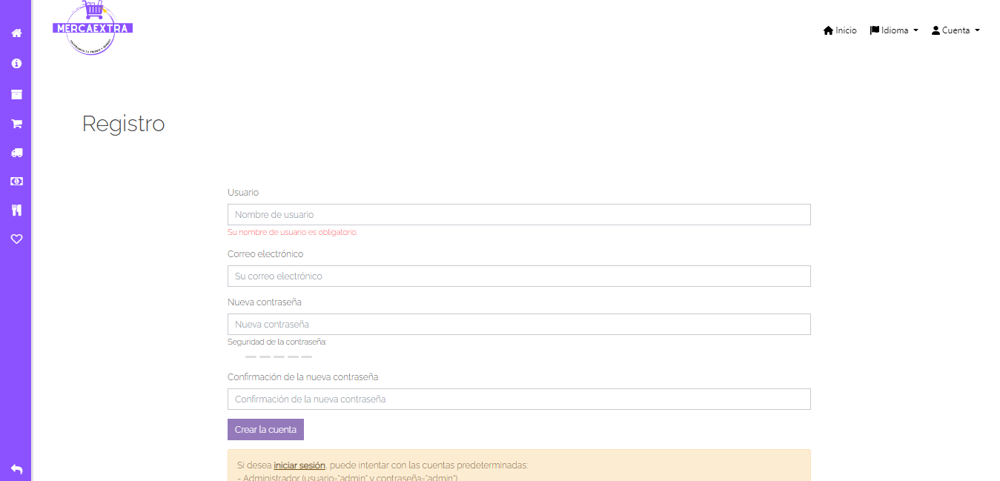 MERCAEXTRA
Inicio
Idioma
Cuenta
Registro
Usuario
Nombre de usuario
Su nombre de usuario es obligatorio.
Correo electrónico
Su correo electrónico
Nueva contraseña
Nueva contraseña
Seguridad de la contraseña:
Confirmación de la nueva contraseña
Confirmación de la nueva contraseña
Crear la cuenta
Si desea iniciar sesión, puede intentar con las cuentas predeterminadas:
- Administrador (usuario="admin" y contraseña="admin")